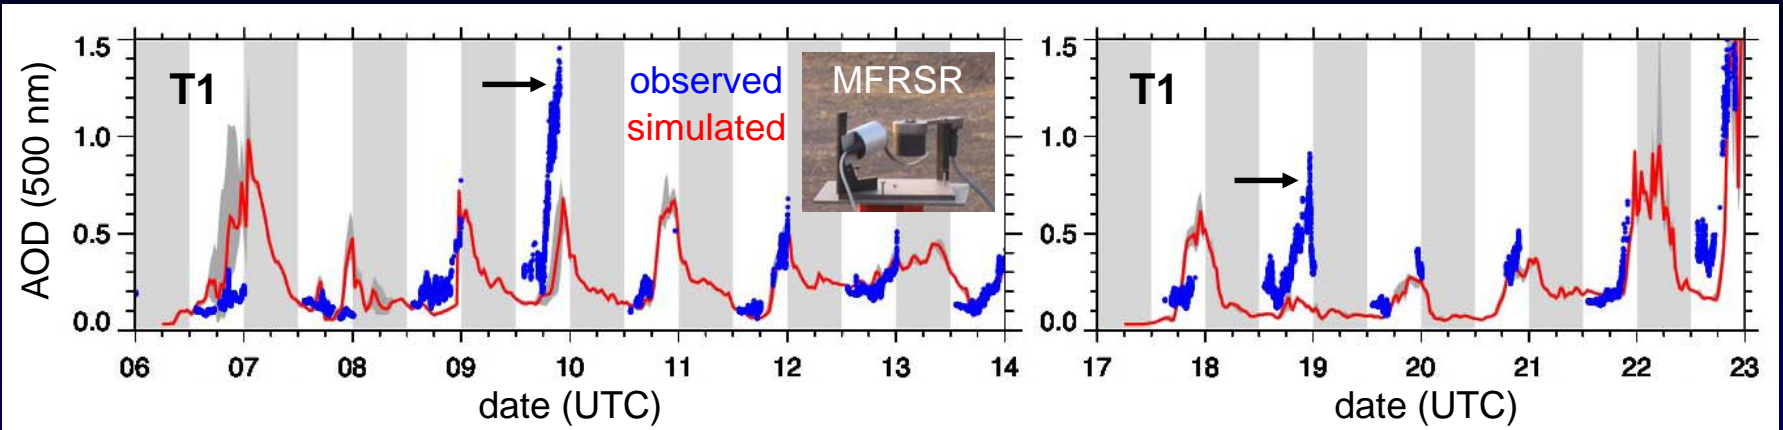 AOD (500 nm)
1.5
1.0
0.5
0.0
T1
observed
simulated
MFRSR
06 07 08 09 10 11 12 13 14
date (UTC)
1.5
1.0
0.5
0.0
T1
17 18 19 20 21 22 23
date (UTC)